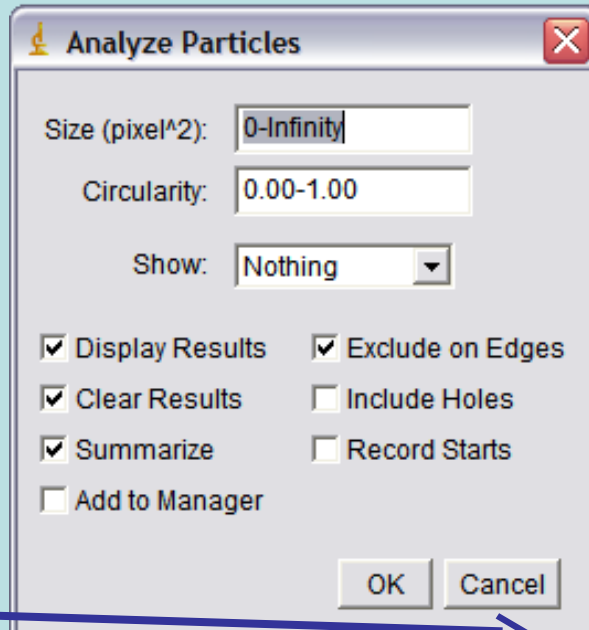 Analyze Particles
Size (pixel^2): 0-Infinity
Circularity: 0.00-1.00
Show: Nothing
Display Results Exclude on Edges
Clear Results Include Holes
Summarize Record Starts
Add to Manager
OK Cancel